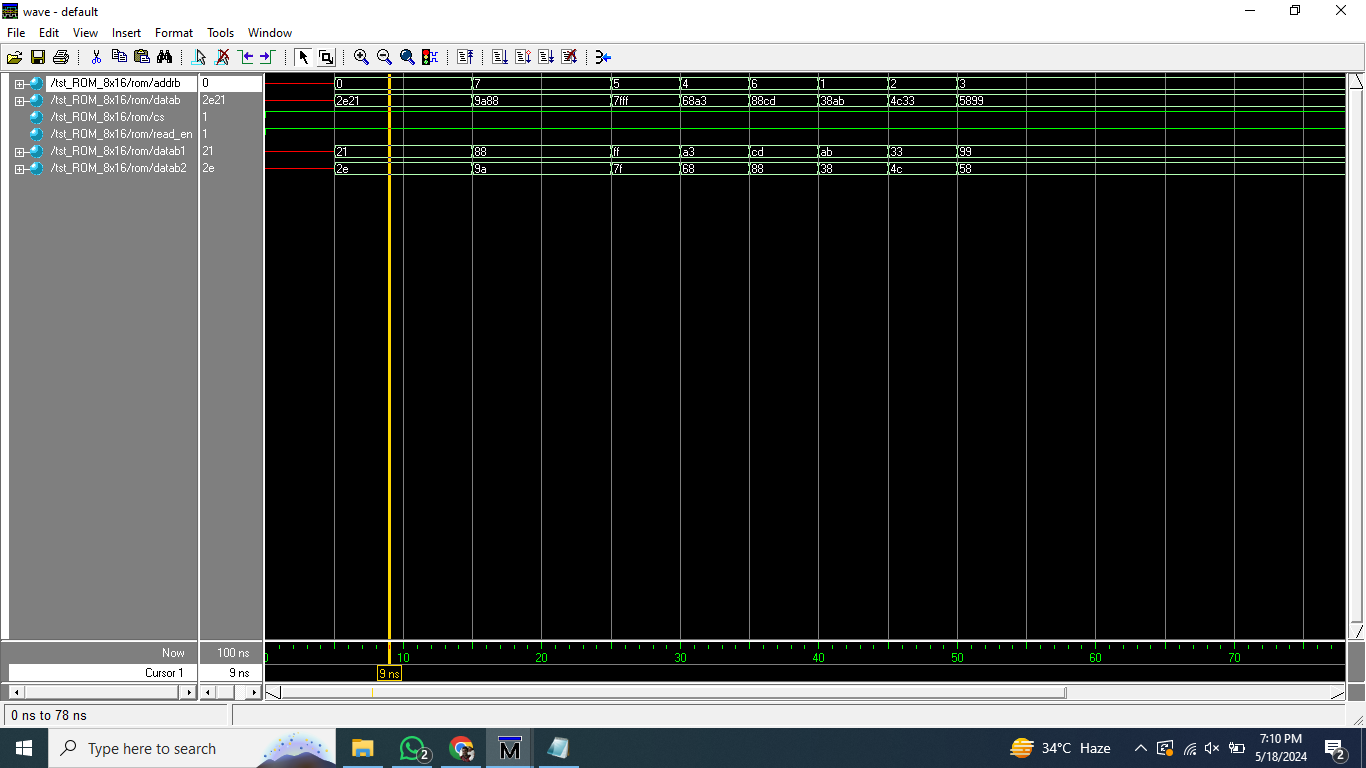 wave - default
File Edit View Insert Format Tools Window
/tst_ROM_8x16/rom/addrb 0 0 7 5 4 6 1 2 3
/tst_ROM_8x16/rom/datab 2e21 2e21 9a88 7fff 68a3 88cd 38ab 4c33 5899
/tst_ROM_8x16/rom/cs 1
/tst_ROM_8x16/rom/read_en 1
/tst_ROM_8x16/rom/datab1 21 21 88 ff a3 cd ab 33 99
/tst_ROM_8x16/rom/datab2 2e 2e 9a 7f 68 88 38 4c 58
Now 100 ns 0 10 20 30 40 50 60 70
Cursor 1 9 ns 9 ns
0 ns to 78 ns
Type here to search 2 M 34°C Haze 7:10 PM
5/18/2024 2